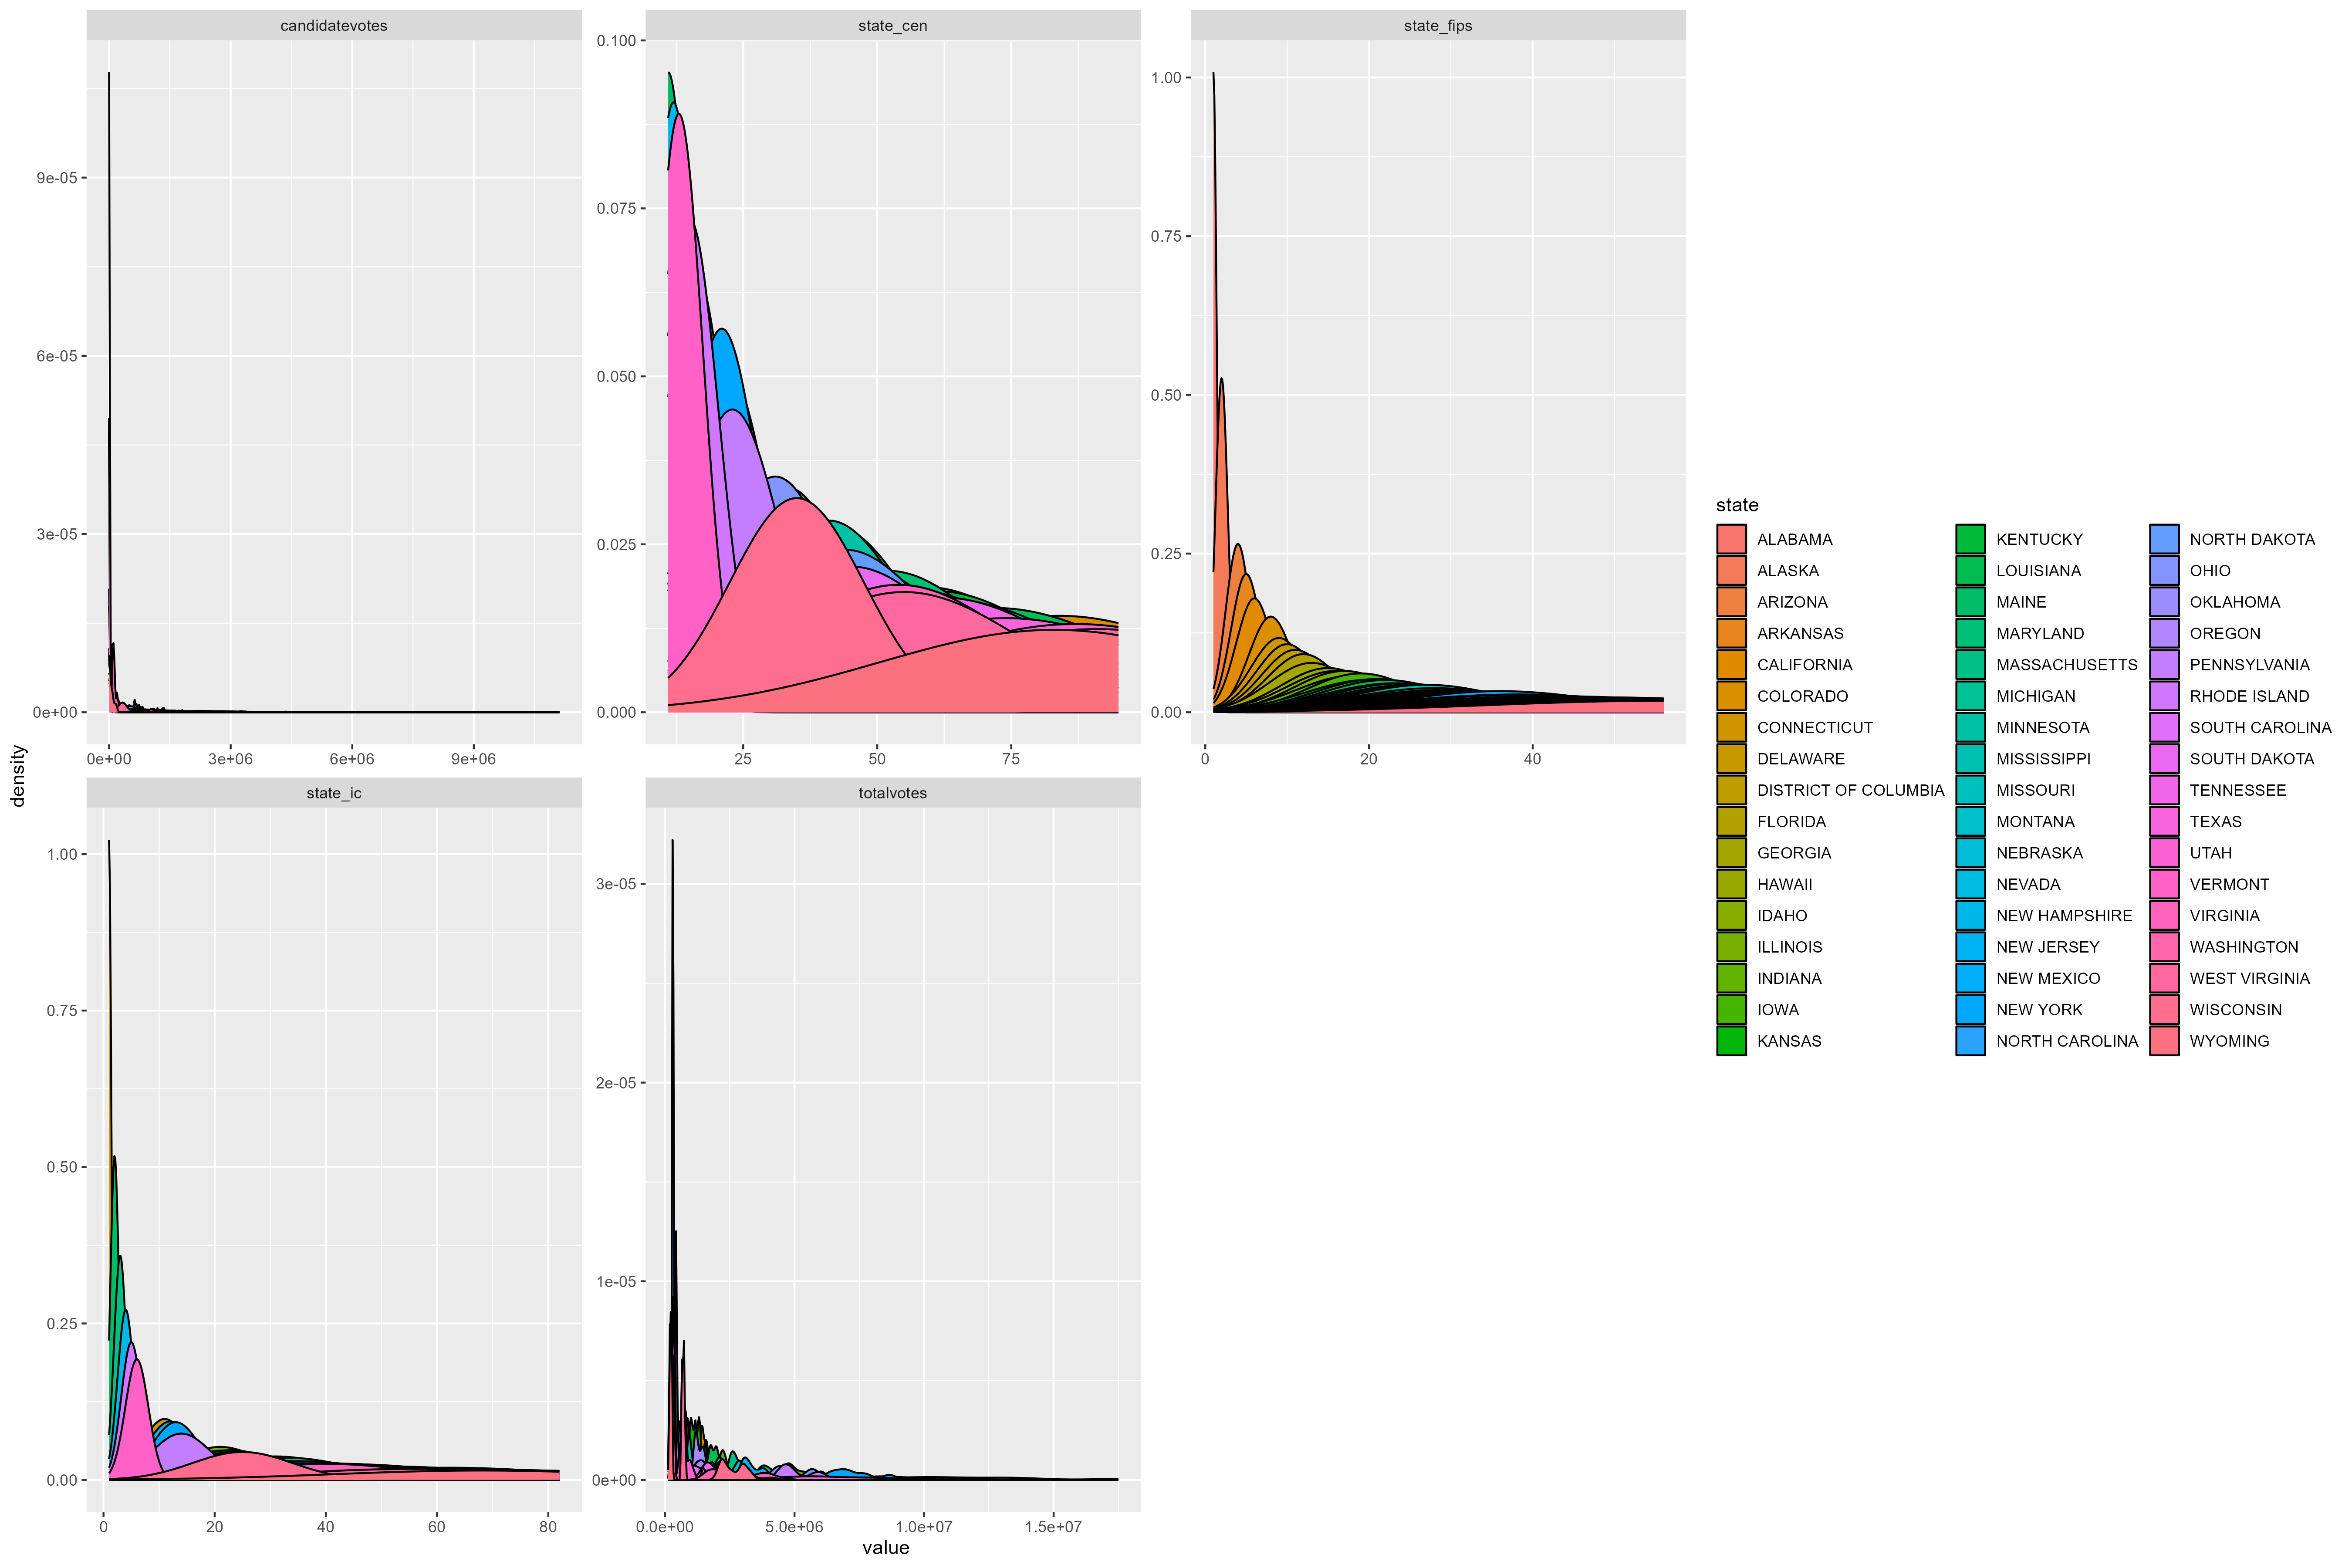 candidatevotes
state_cen
state_fips
9e-05
6e-05
3e-05
0e+00
0e+00
3e+06
6e+06
9e+06
0.100
0.075
0.050
0.025
0.000
25
50
75
1.00
0.75
0.50
0.25
0.00
0
20
40
density
state_ic
totalvotes
1.00
0.75
0.50
0.25
0.00
0
20
40
60
80
3e-05
2e-05
1e-05
0e+00
0.0e+00
5.0e+06
1.0e+07
1.5e+07
value
state
ALABAMA
ALASKA
ARIZONA
ARKANSAS
CALIFORNIA
COLORADO
CONNECTICUT
DELAWARE
DISTRICT OF COLUMBIA
FLORIDA
GEORGIA
HAWAII
IDAHO
ILLINOIS
INDIANA
IOWA
KANSAS
KENTUCKY
LOUISIANA
MAINE
MARYLAND
MASSACHUSETTS
MICHIGAN
MINNESOTA
MISSISSIPPI
MISSOURI
MONTANA
NEBRASKA
NEVADA
NEW HAMPSHIRE
NEW JERSEY
NEW MEXICO
NEW YORK
NORTH CAROLINA
NORTH DAKOTA
OHIO
OKLAHOMA
OREGON
PENNSYLVANIA
RHODE ISLAND
SOUTH CAROLINA
SOUTH DAKOTA
TENNESSEE
TEXAS
UTAH
VERMONT
VIRGINIA
WASHINGTON
WEST VIRGINIA
WISCONSIN
WYOMING